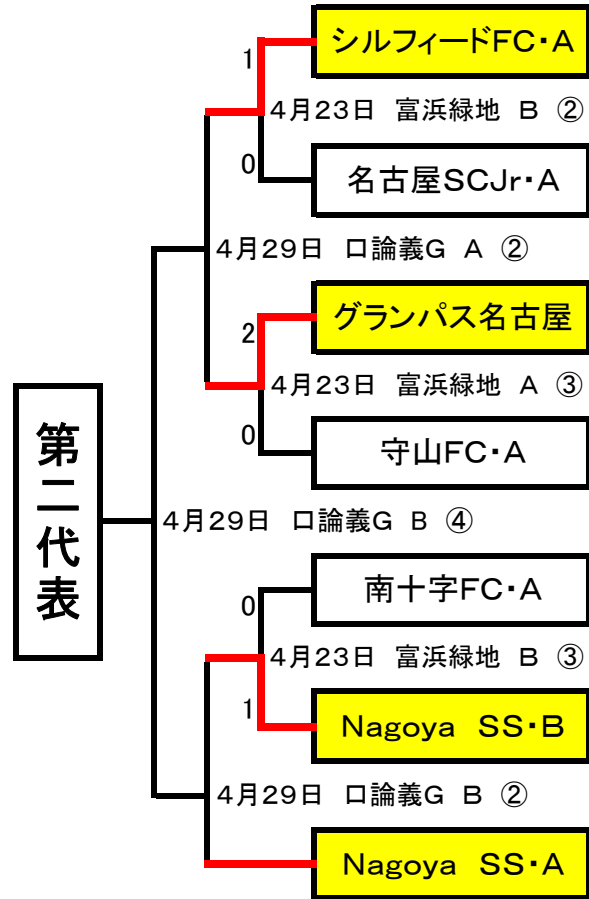 シルフィードFC・A
1
4月23日 富浜緑地 B ②
0
名古屋SCJr・A
4月29日 口論義G A ②
グランパス名古屋
2
4月23日 富浜緑地 A ③
0
守山FC・A
第二代表
4月29日 口論義G B ④
南十字FC・A
0
4月23日 富浜緑地 B ③
1
Nagoya SS・B
4月29日 口論義G B ②
Nagoya SS・A